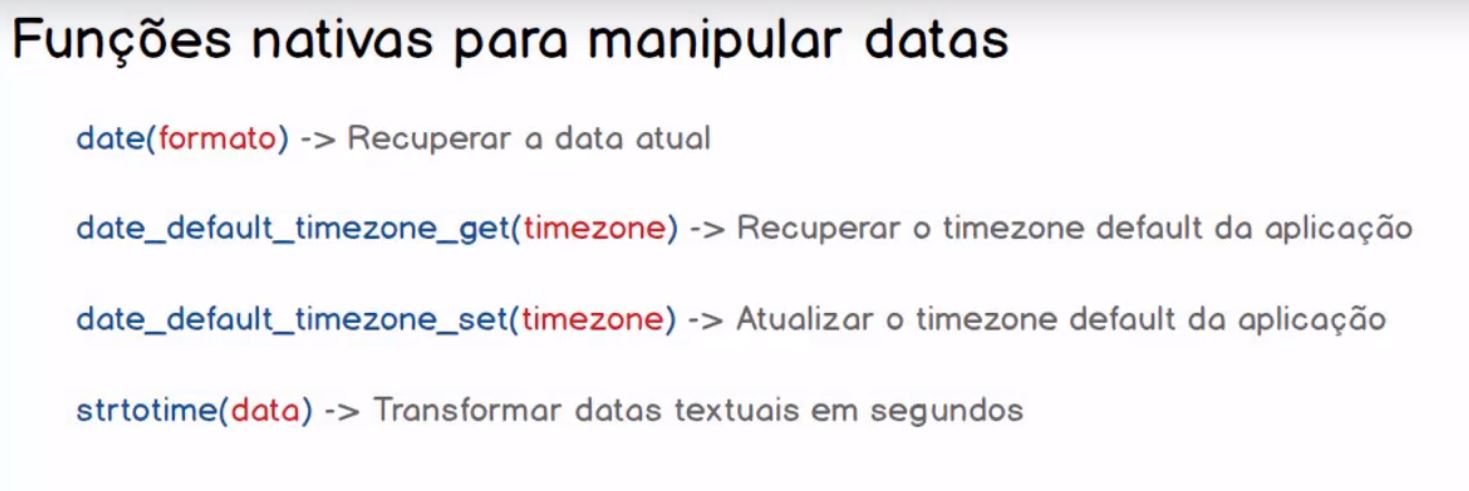 Funções nativas para manipular datas
date(formato) -> Recuperar a data atual
date_default_timezone_get(timezone) -> Recuperar o timezone default da aplicação
date_default_timezone_set(timezone) -> Atualizar o timezone default da aplicação
strtotime(data) -> Transformar datas textuais em segundos